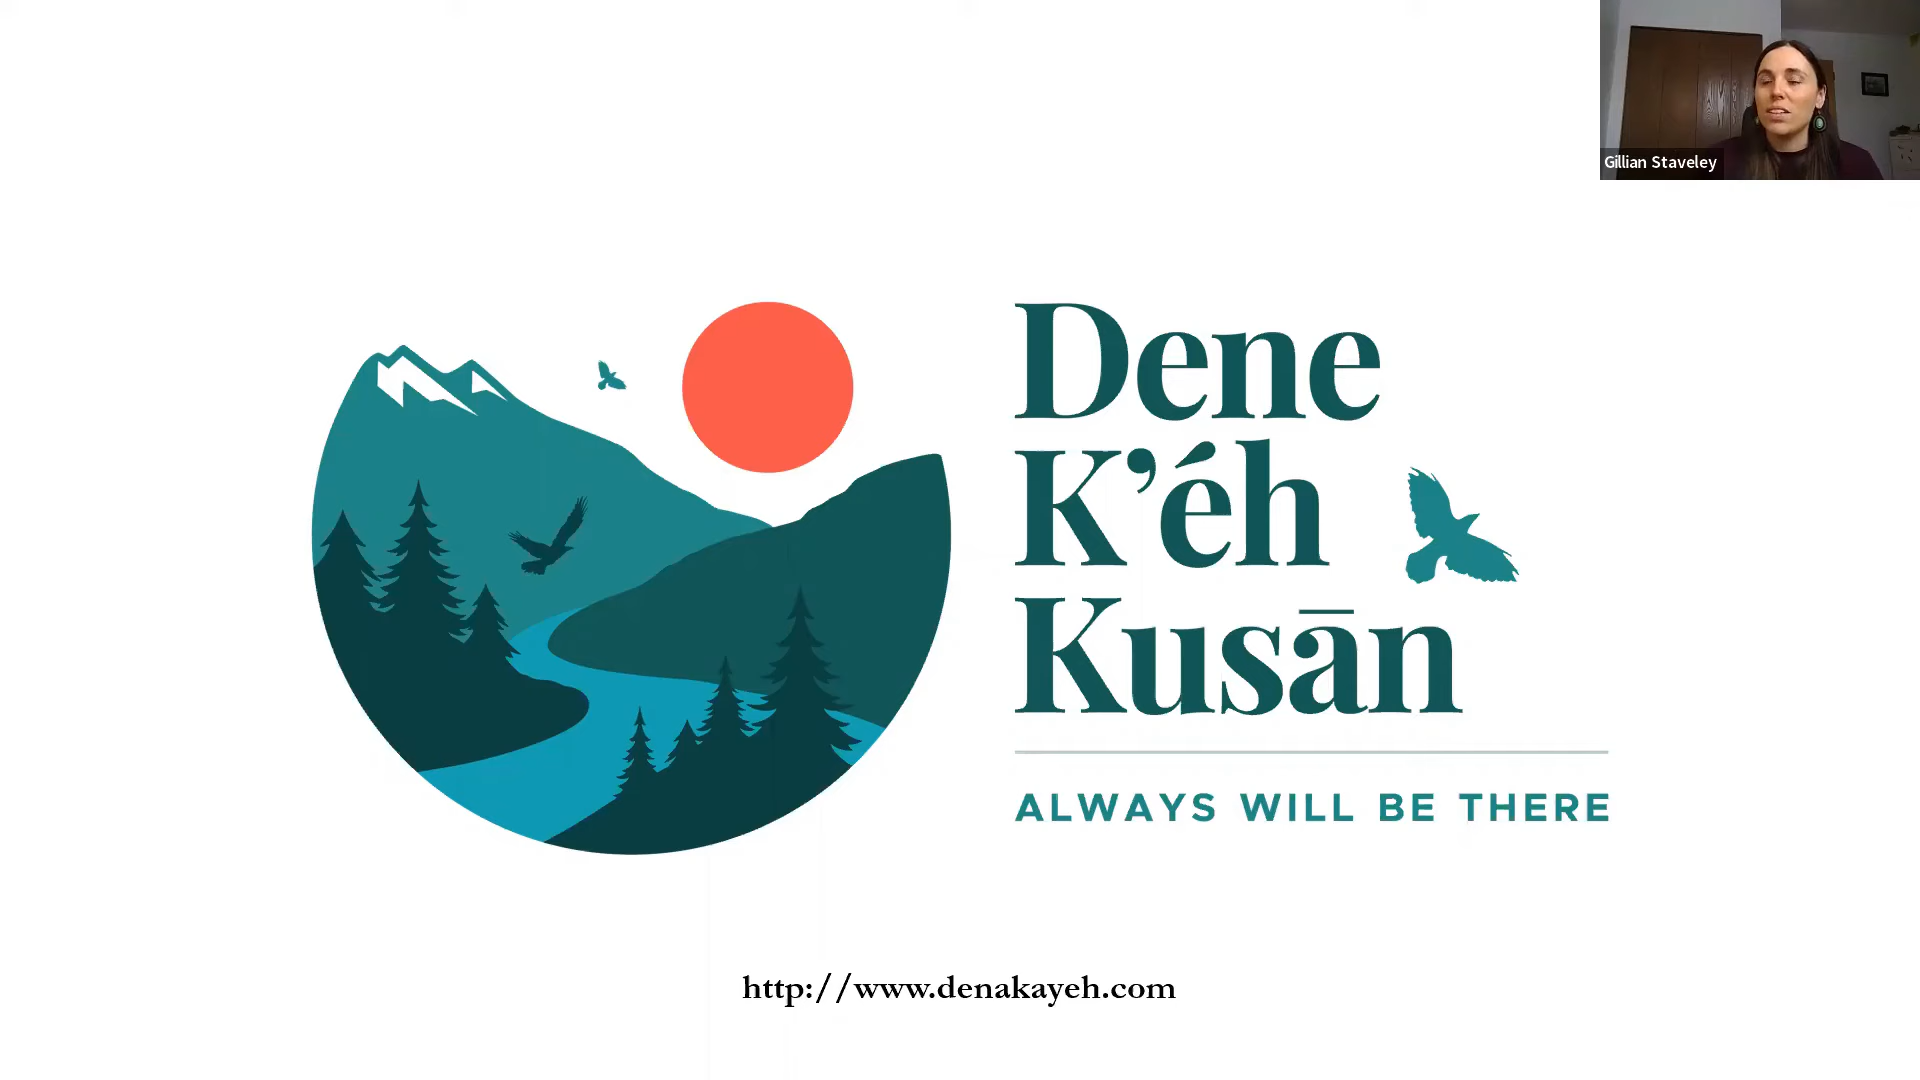 Gillian Staveley
Dene
K’éh
Kusān
ALWAYS WILL BE THERE
http://www.denakayeh.com